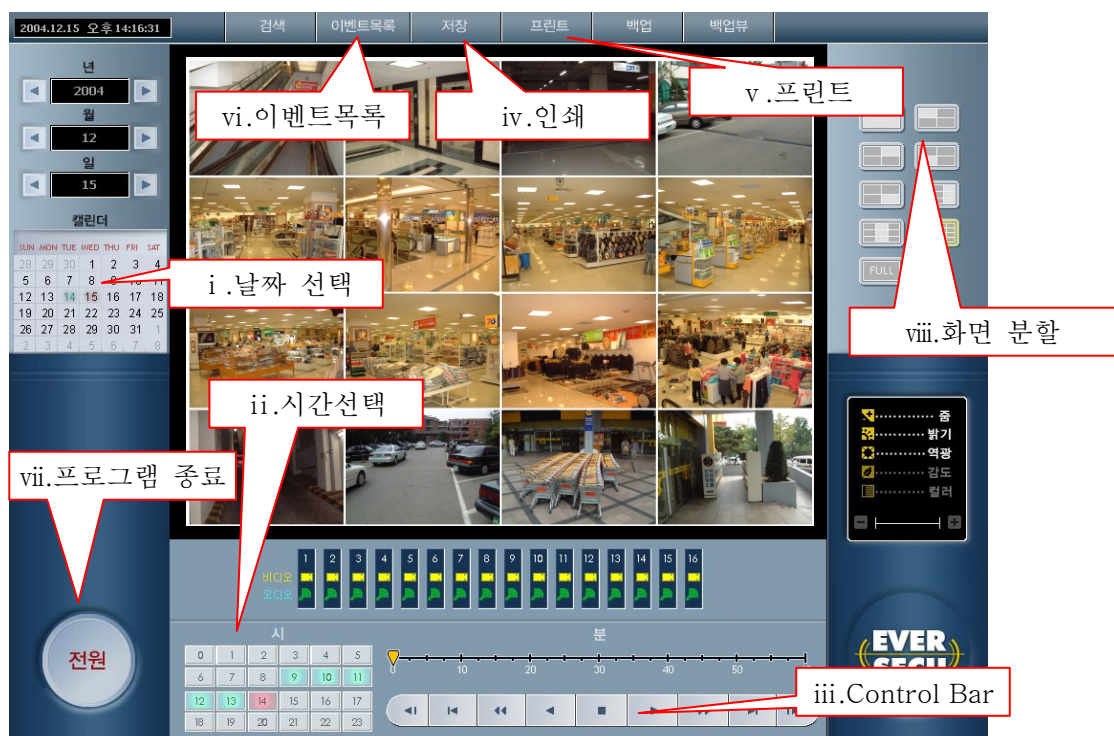 2004.12.15 오후 14:16:31
검색 이벤트목록 저장 프린트 백업 백업뷰
년
2004
월
12
일
15
캘린더
SUN MON TUE WED THU FRI SAT
28 29 30 1 2 3 4
5 6 7 8 9 10 11
12 13 14 15 16 17 18
19 20 21 22 23 24 25
26 27 28 29 30 31 1
2 3 4 5 6 7 8
vi.이벤트목록
iv.인쇄
v.프린트
i.날짜 선택
ii.시간선택
vii.프로그램 종료
viii.화면 분할
FULL
줌
밝기
역광
감도
컬러
1 2 3 4 5 6 7 8 9 10 11 12 13 14 15 16
비디오
오디오
전원
시
0 1 2 3 4 5
6 7 8 9 10 11
12 13 14 15 16 17
18 19 20 21 22 23
분
0 10 20 30 40 50
iii.Control Bar
EVER
SECU